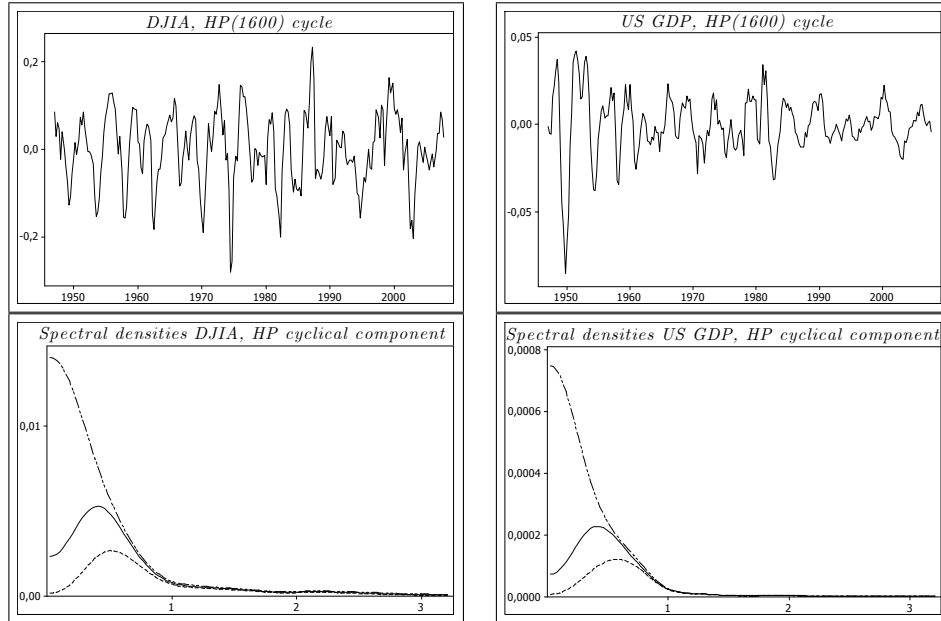 DJIA, HP(1600) cycle
0,2
0,0
-0,2
1950 1960 1970 1980 1990 2000
US GDP, HP(1600) cycle
0,05
0,00
-0,05
1950 1960 1970 1980 1990 2000
Spectral densities DJIA, HP cyclical component
0,01
0,00
1 2 3
Spectral densities US GDP, HP cyclical component
0,0008
0,0006
0,0004
0,0002
0,0000
1 2 3